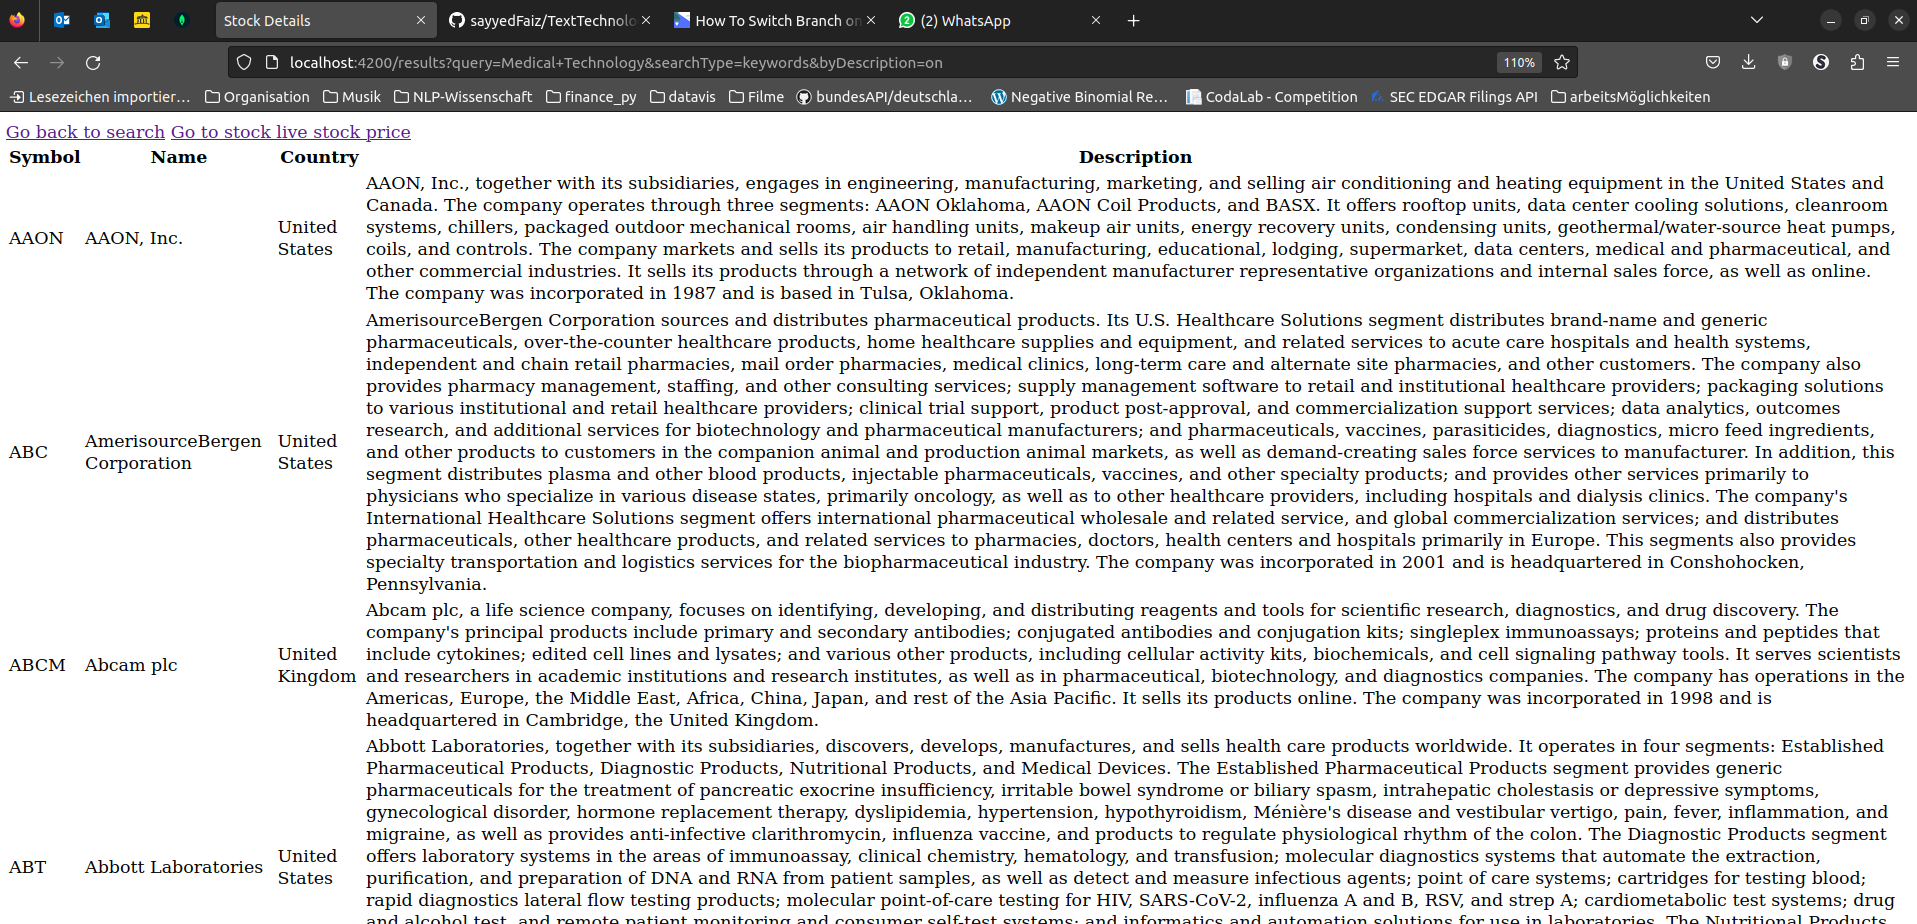 Stock Details
sayyedFaiz/TextTechnolo
How To Switch Branch on
(2) WhatsApp
localhost:4200/results?query=Medical+Technology&searchType=keywords&byDescription=on
110%
Lesezeichen importier…
Organisation
Musik
NLP-Wissenschaft
finance_py
datavis
Filme
bundesAPI/deutschla…
Negative Binomial Re…
CodaLab - Competition
SEC EDGAR Filings API
arbeitsMöglichkeiten
Go back to search Go to stock live stock price
Symbol Name Country Description
AAON
AAON, Inc.
United
States
AAON, Inc., together with its subsidiaries, engages in engineering, manufacturing, marketing, and selling air conditioning and heating equipment in the United States and
Canada. The company operates through three segments: AAON Oklahoma, AAON Coil Products, and BASX. It offers rooftop units, data center cooling solutions, cleanroom
systems, chillers, packaged outdoor mechanical rooms, air handling units, makeup air units, energy recovery units, condensing units, geothermal/water-source heat pumps,
coils, and controls. The company markets and sells its products to retail, manufacturing, educational, lodging, supermarket, data centers, medical and pharmaceutical, and
other commercial industries. It sells its products through a network of independent manufacturer representative organizations and internal sales force, as well as online.
The company was incorporated in 1987 and is based in Tulsa, Oklahoma.
ABC
AmerisourceBergen
Corporation
United
States
AmerisourceBergen Corporation sources and distributes pharmaceutical products. Its U.S. Healthcare Solutions segment distributes brand-name and generic
pharmaceuticals, over-the-counter healthcare products, home healthcare supplies and equipment, and related services to acute care hospitals and health systems,
independent and chain retail pharmacies, mail order pharmacies, medical clinics, long-term care and alternate site pharmacies, and other customers. The company also
provides pharmacy management, staffing, and other consulting services; supply management software to retail and institutional healthcare providers; packaging solutions
to various institutional and retail healthcare providers; clinical trial support, product post-approval, and commercialization support services; data analytics, outcomes
research, and additional services for biotechnology and pharmaceutical manufacturers; and pharmaceuticals, vaccines, parasiticides, diagnostics, micro feed ingredients,
and other products to customers in the companion animal and production animal markets, as well as demand-creating sales force services to manufacturer. In addition, this
segment distributes plasma and other blood products, injectable pharmaceuticals, vaccines, and other specialty products; and provides other services primarily to
physicians who specialize in various disease states, primarily oncology, as well as to other healthcare providers, including hospitals and dialysis clinics. The company's
International Healthcare Solutions segment offers international pharmaceutical wholesale and related service, and global commercialization services; and distributes
pharmaceuticals, other healthcare products, and related services to pharmacies, doctors, health centers and hospitals primarily in Europe. This segments also provides
specialty transportation and logistics services for the biopharmaceutical industry. The company was incorporated in 2001 and is headquartered in Conshohocken,
Pennsylvania.
ABCM
Abcam plc
United
Kingdom
Abcam plc, a life science company, focuses on identifying, developing, and distributing reagents and tools for scientific research, diagnostics, and drug discovery. The
company's principal products include primary and secondary antibodies; conjugated antibodies and conjugation kits; singleplex immunoassays; proteins and peptides that
include cytokines; edited cell lines and lysates; and various other products, including cellular activity kits, biochemicals, and cell signaling pathway tools. It serves scientists
and researchers in academic institutions and research institutes, as well as in pharmaceutical, biotechnology, and diagnostics companies. The company has operations in the
Americas, Europe, the Middle East, Africa, China, Japan, and rest of the Asia Pacific. It sells its products online. The company was incorporated in 1998 and is
headquartered in Cambridge, the United Kingdom.
ABT
Abbott Laboratories
United
States
Abbott Laboratories, together with its subsidiaries, discovers, develops, manufactures, and sells health care products worldwide. It operates in four segments: Established
Pharmaceutical Products, Diagnostic Products, Nutritional Products, and Medical Devices. The Established Pharmaceutical Products segment provides generic
pharmaceuticals for the treatment of pancreatic exocrine insufficiency, irritable bowel syndrome or biliary spasm, intrahepatic cholestasis or depressive symptoms,
gynecological disorder, hormone replacement therapy, dyslipidemia, hypertension, hypothyroidism, Ménière's disease and vestibular vertigo, pain, fever, inflammation, and
migraine, as well as provides anti-infective clarithromycin, influenza vaccine, and products to regulate physiological rhythm of the colon. The Diagnostic Products segment
offers laboratory systems in the areas of immunoassay, clinical chemistry, hematology, and transfusion; molecular diagnostics systems that automate the extraction,
purification, and preparation of DNA and RNA from patient samples, as well as detect and measure infectious agents; point of care systems; cartridges for testing blood;
rapid diagnostics lateral flow testing products; molecular point-of-care testing for HIV, SARS-CoV-2, influenza A and B, RSV, and strep A; cardiometabolic test systems; drug
and alcohol test, and remote patient monitoring and consumer self-test systems; and informatics and automation solutions for use in laboratories. The Nutritional Products